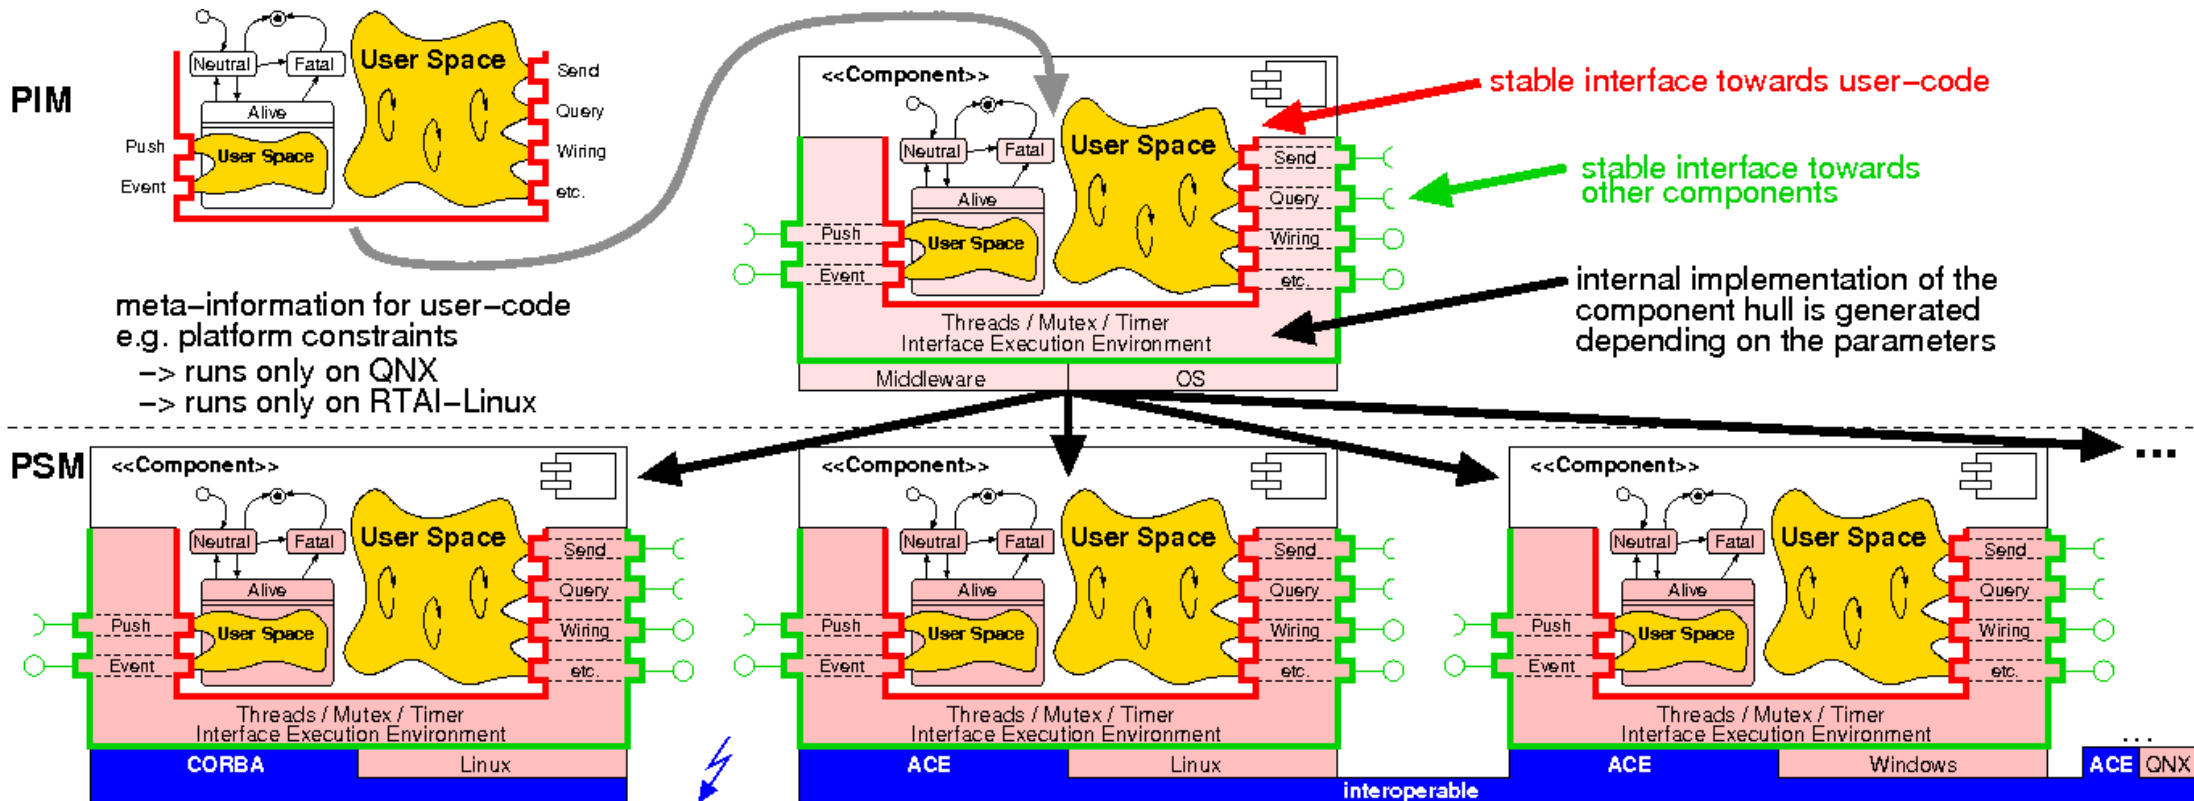 PIM
Neutral
Fatal
Alive
User Space
User Space
Push
Event
Send
Query
Wiring
etc.
meta-information for user-code
e.g. platform constraints
-> runs only on QNX
-> runs only on RTAI-Linux
<<Component>>
Neutral
Fatal
Alive
User Space
User Space
Push
Event
Send
Query
Wiring
etc.
Threads / Mutex / Timer
Interface Execution Environment
Middleware
OS
stable interface towards user-code
stable interface towards
other components
internal implementation of the
component hull is generated
depending on the parameters
PSM
<<Component>>
Neutral
Fatal
Alive
User Space
User Space
Push
Event
Send
Query
Wiring
etc.
Threads / Mutex / Timer
Interface Execution Environment
CORBA
Linux
<<Component>>
Neutral
Fatal
Alive
User Space
User Space
Push
Event
Send
Query
Wiring
etc.
Threads / Mutex / Timer
Interface Execution Environment
ACE
Linux
<<Component>>
Neutral
Fatal
Alive
User Space
User Space
Push
Event
Send
Query
Wiring
etc.
Threads / Mutex / Timer
Interface Execution Environment
ACE
Windows
...
...
ACE
QNX
interoperable